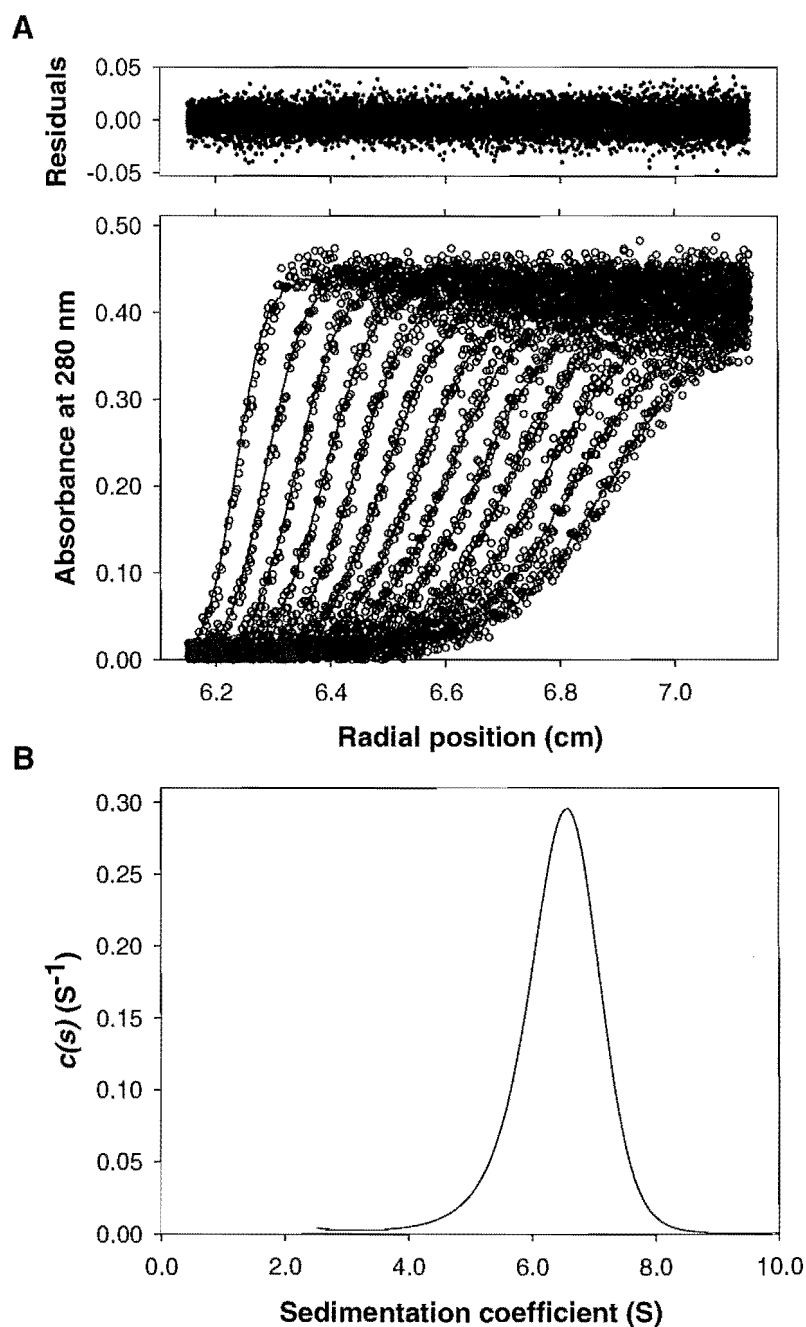 A
Residuals
0.05
0.00
-0.05
Absorbance at 280 nm
0.50
0.40
0.30
0.20
0.10
0.00
6.2 6.4 6.6 6.8 7.0
Radial position (cm)
B
c(s) (S⁻¹)
0.30
0.25
0.20
0.15
0.10
0.05
0.00
0.0 2.0 4.0 6.0 8.0 10.0
Sedimentation coefficient (S)